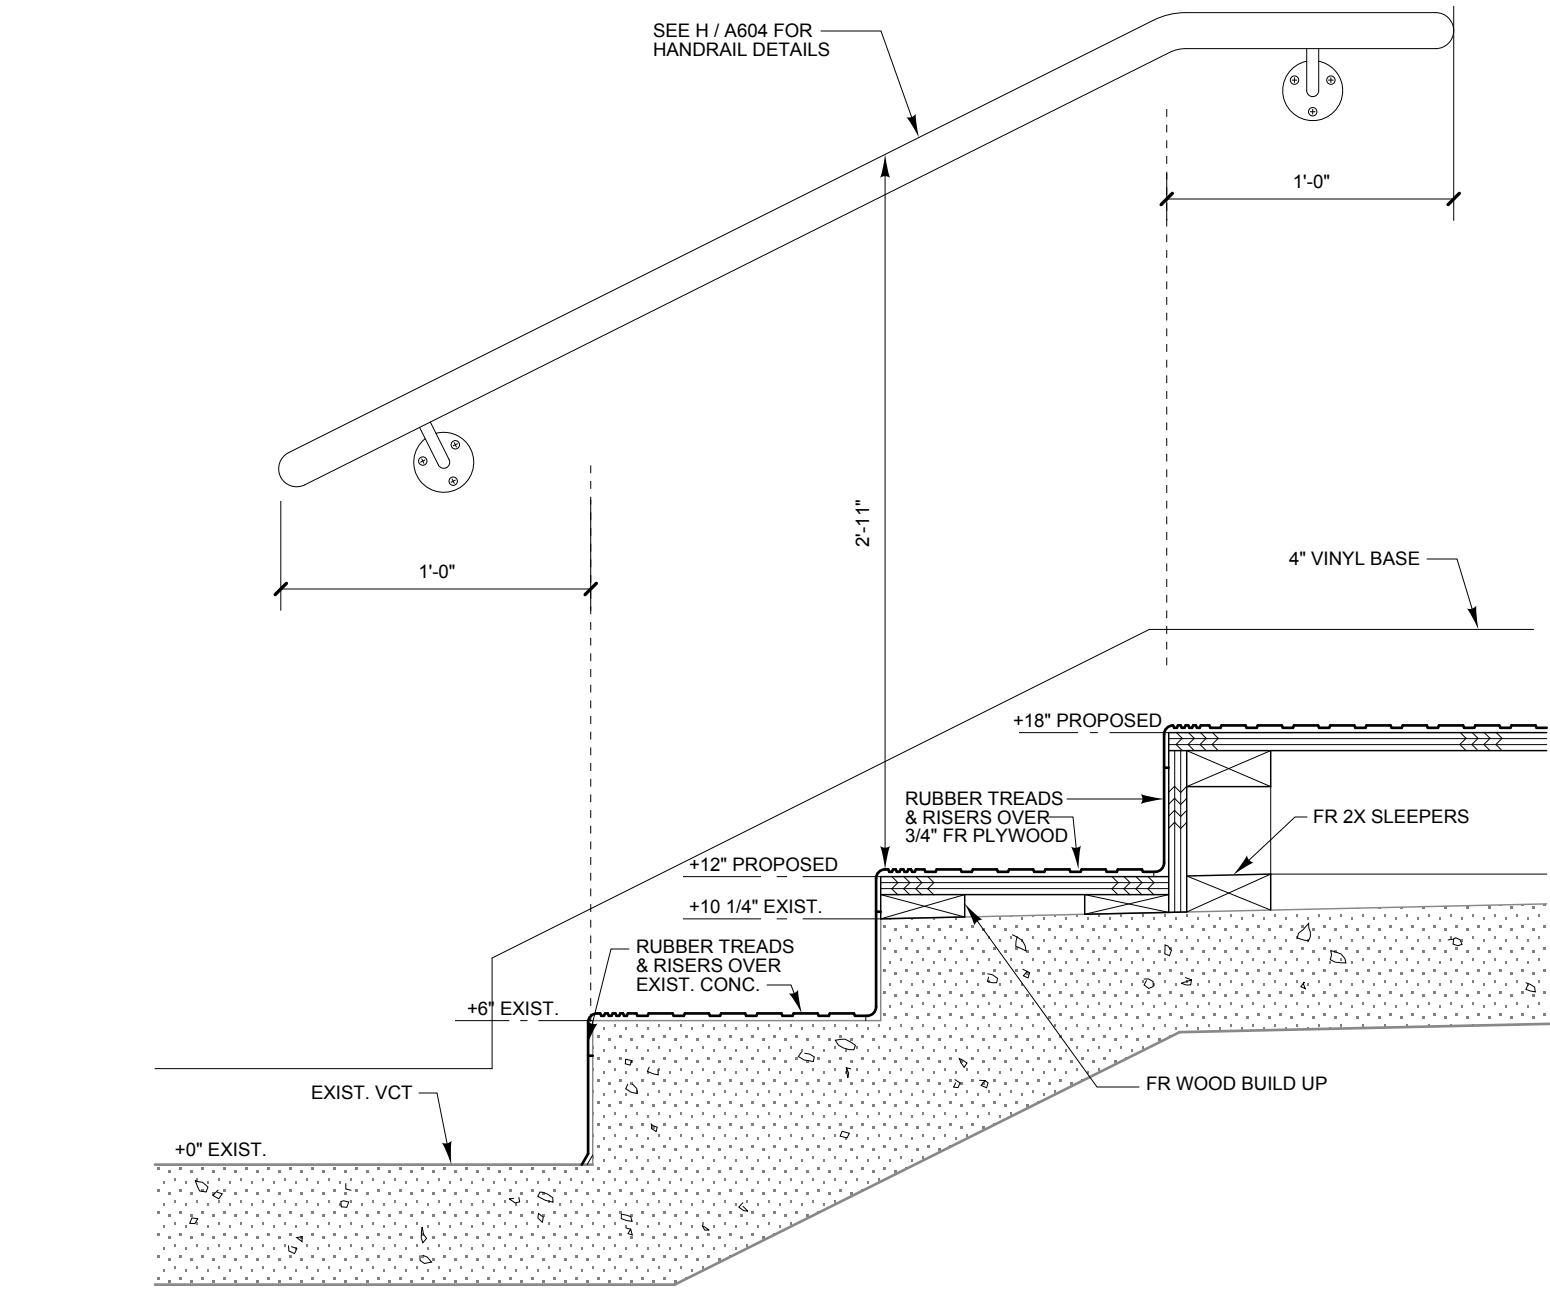 SEE H / A604 FOR
HANDRAIL DETAILS
1'-0"
1'-0"
2'-11"
4" VINYL BASE
+18" PROPOSED
RUBBER TREADS
& RISERS OVER
3/4" FR PLYWOOD
FR 2X SLEEPERS
+12" PROPOSED
+10 1/4" EXIST.
RUBBER TREADS
& RISERS OVER
EXIST. CONC.
+6" EXIST.
FR WOOD BUILD UP
EXIST. VCT
+0" EXIST.